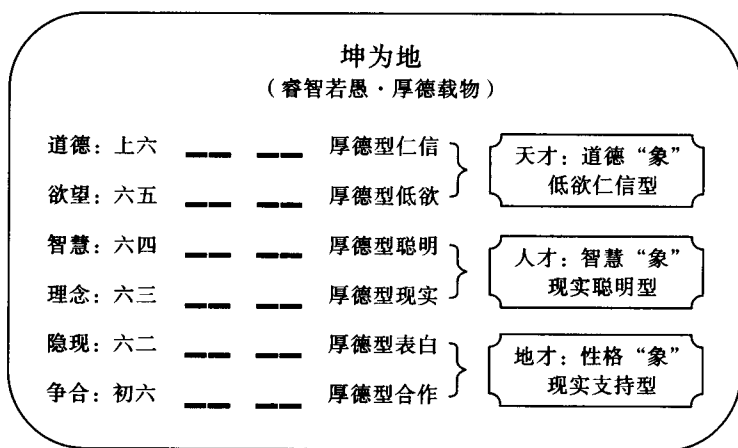 坤为地
（睿智若愚·厚德载物）
道德：上六 厚德型仁信
欲望：六五 厚德型低欲
天才：道德“象”
低欲仁信型
智慧：六四 厚德型聪明
理念：六三 厚德型现实
人才：智慧“象”
现实聪明型
隐现：六二 厚德型表白
争合：初六 厚德型合作
地才：性格“象”
现实支持型